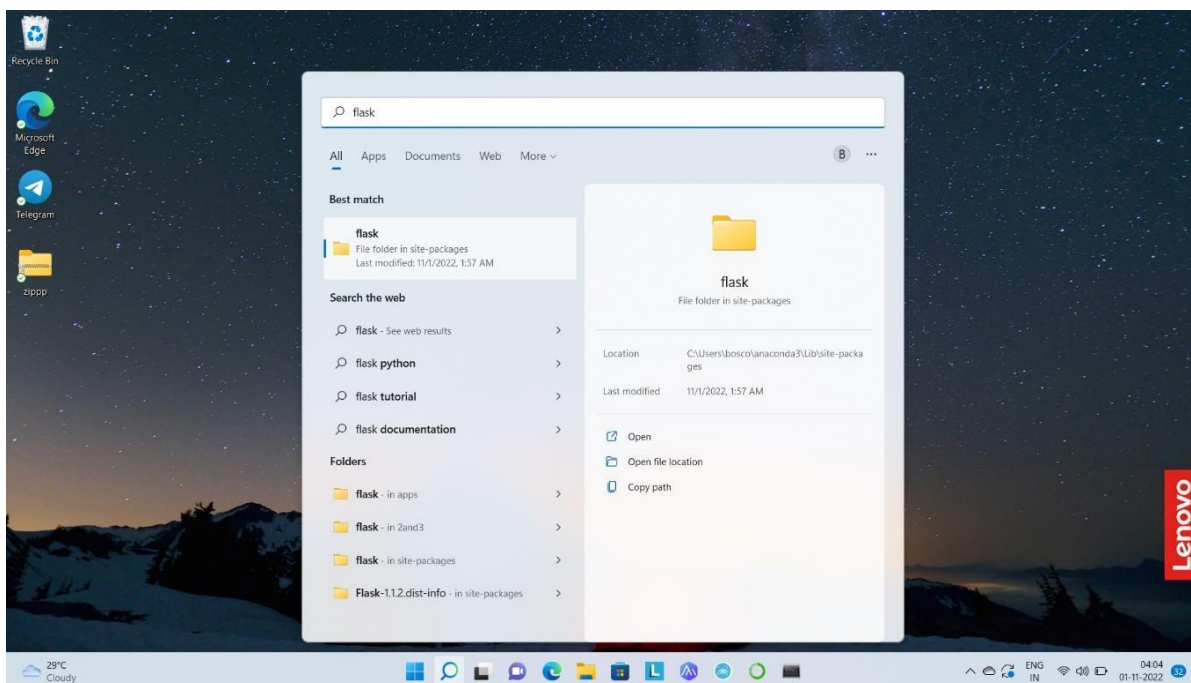 Recycle Bin
Microsoft
Edge
Telegram
zippp
flask
All Apps Documents Web More
B ...
Best match
flask
File folder in site-packages
Last modified: 11/1/2022, 1:57 AM
Search the web
flask - See web results
flask python
flask tutorial
flask documentation
Folders
flask - in apps
flask - in 2and3
flask - in site-packages
Flask-1.1.2.dist-info - in site-packages
flask
File folder in site-packages
Location C:\Users\bosco\anaconda3\Lib\site-packa
ges
Last modified 11/1/2022, 1:57 AM
Open
Open file location
Copy path
Lenovo
29°C
Cloudy
L
ENG
IN
04:04
01-11-2022
32